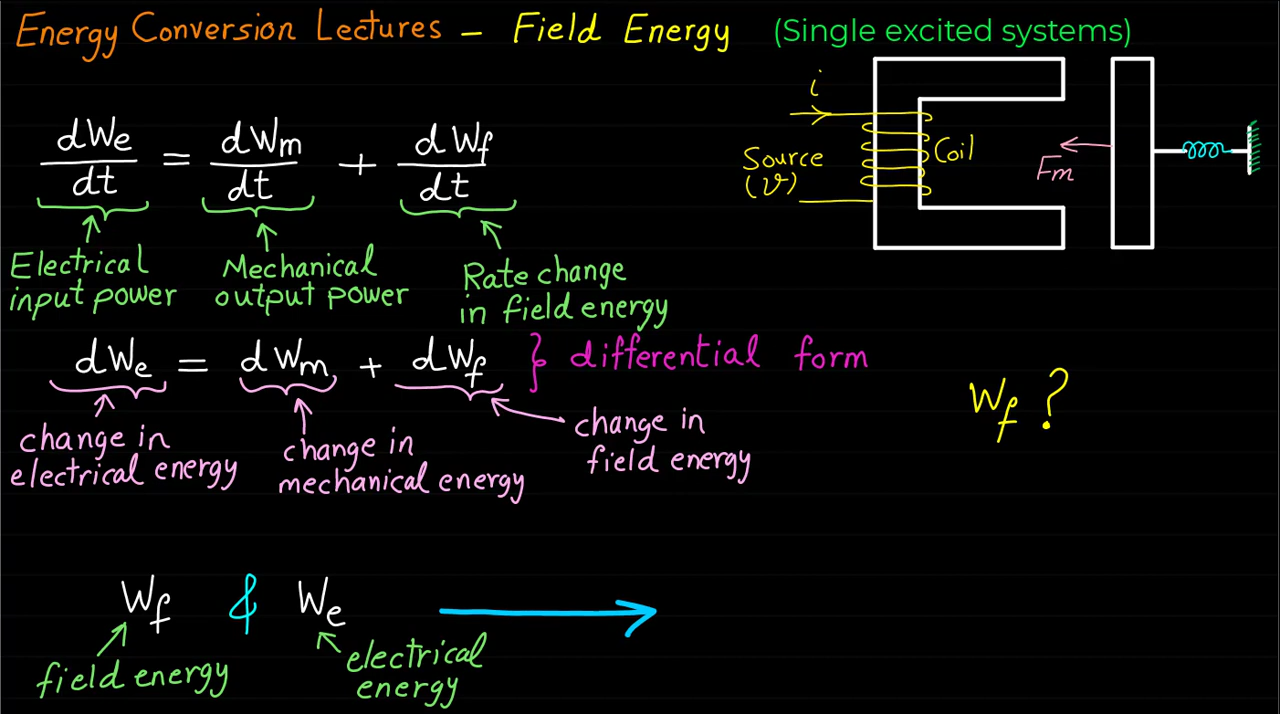 Energy Conversion Lectures - Field Energy (Single excited systems)
dWe/dt = dWm/dt + dWf/dt
Electrical input power
Mechanical output power
Rate change in field energy
i
Source (v)
Coil
Fm
dWe = dWm + dWf } differential form
change in electrical energy
change in mechanical energy
change in field energy
Wf ?
Wf & We
field energy
electrical energy